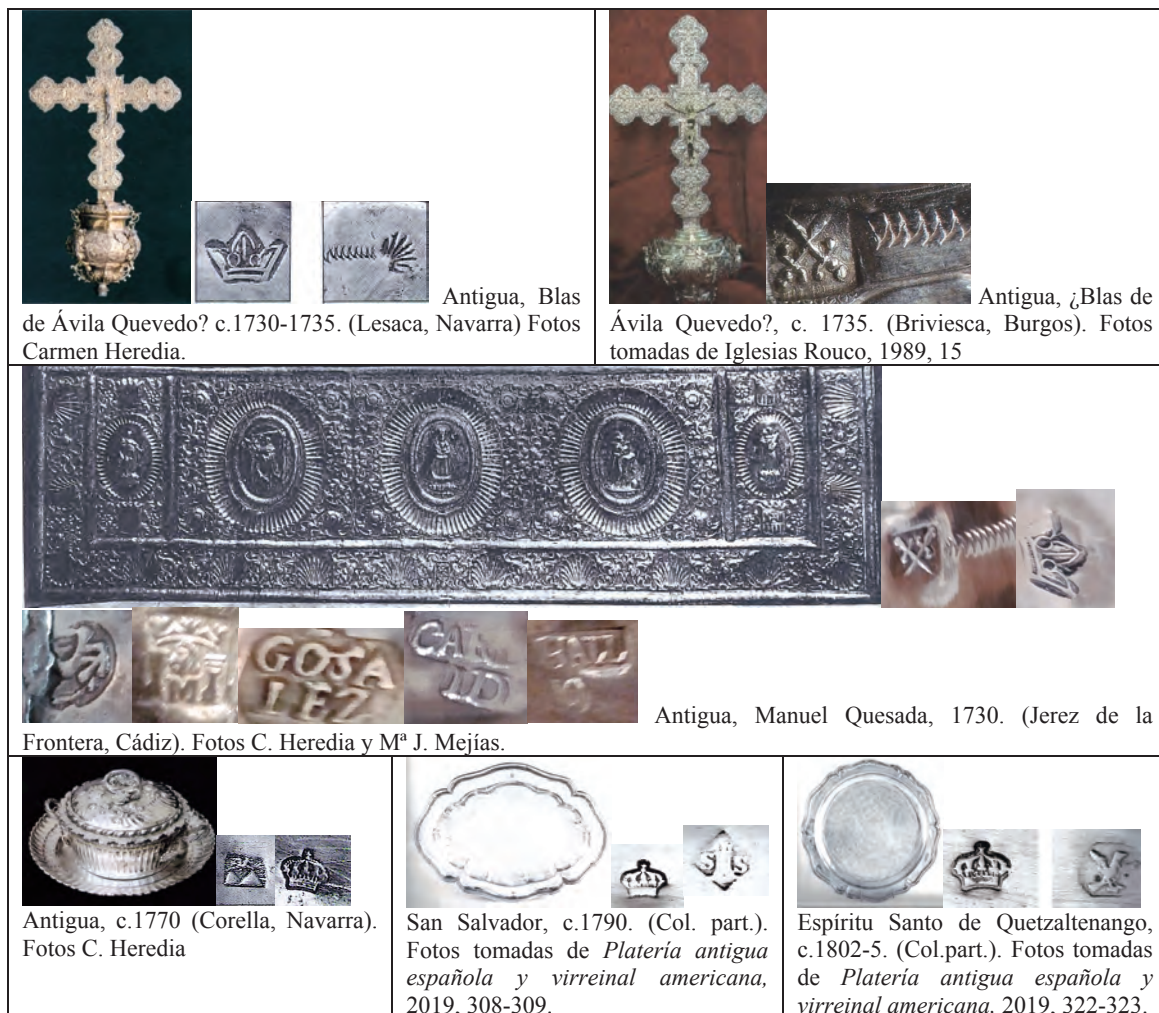 Antigua, Blas
de Ávila Quevedo? c.1730-1735. (Lesaca, Navarra) Fotos
Carmen Heredia.
Antigua, ¿Blas de
Ávila Quevedo?, c. 1735. (Briviesca, Burgos). Fotos
tomadas de Iglesias Rouco, 1989, 15
GOSA
LEZ
Antigua, Manuel Quesada, 1730. (Jerez de la
Frontera, Cádiz). Fotos C. Heredia y Mª J. Mejías.
Antigua, c.1770 (Corella, Navarra).
Fotos C. Heredia
San Salvador, c.1790. (Col. part.).
Fotos tomadas de Platería antigua
española y virreinal americana,
2019, 308-309.
Espíritu Santo de Quetzaltenango,
c.1802-5. (Col.part.). Fotos tomadas
de Platería antigua española y
virreinal americana, 2019, 322-323.